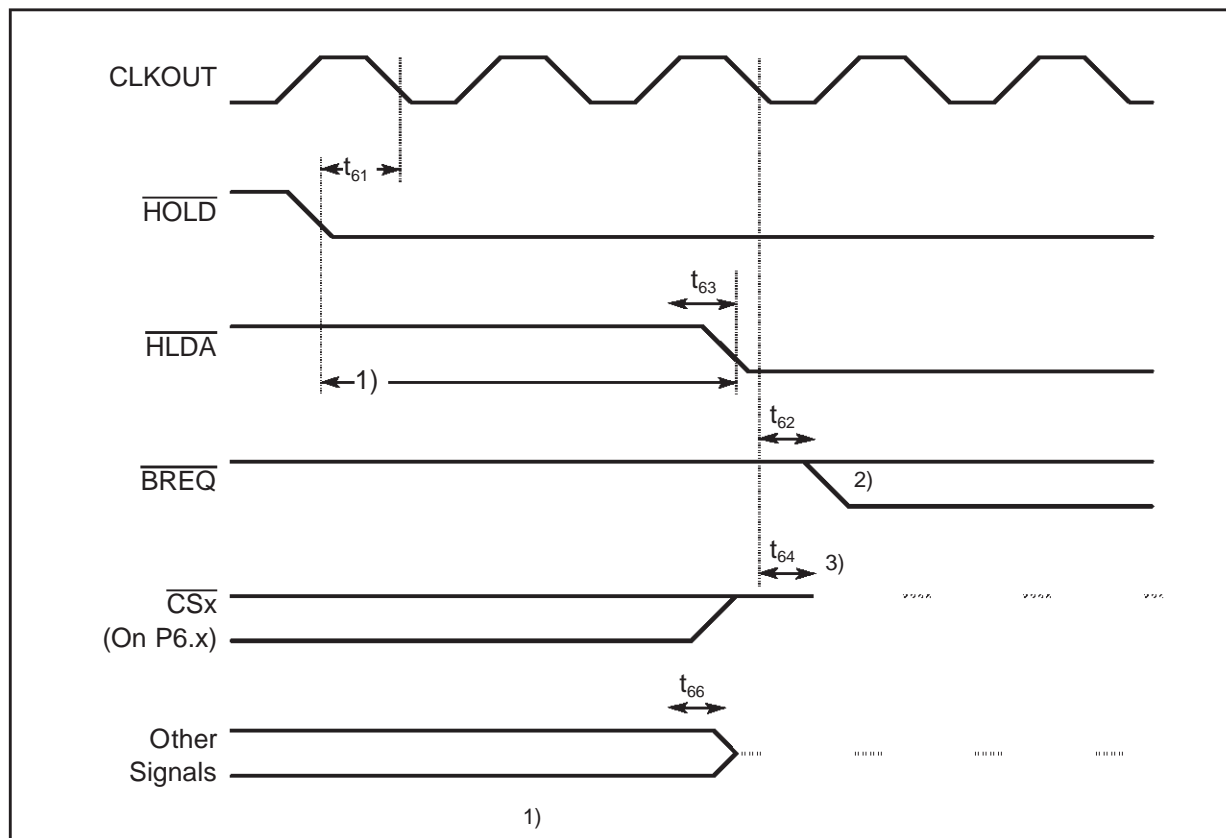 CLKOUT
t61
HOLD
t63
HLDA
1)
t62
BREQ
2)
t64
3)
CSx
(On P6.x)
t66
Other
Signals
1)